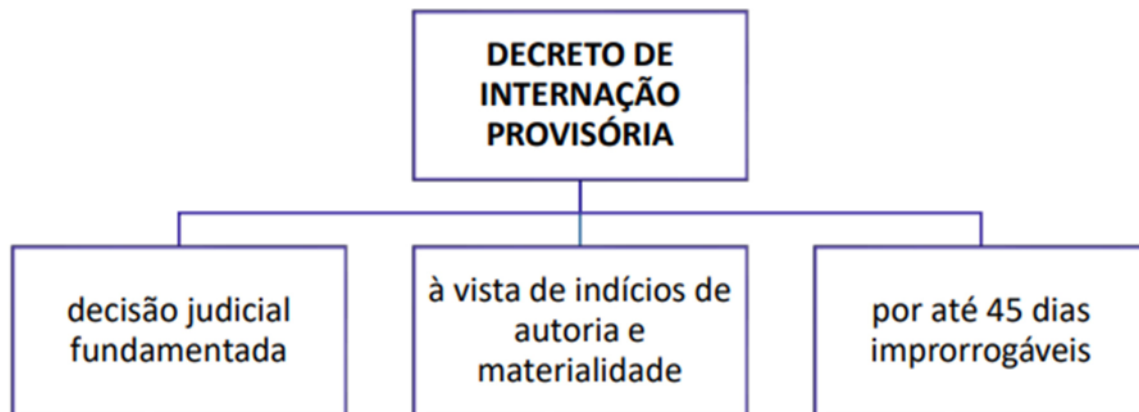 DECRETO DE
INTERNAÇÃO
PROVISÓRIA
decisão judicial
fundamentada
à vista de indícios de
autoria e
materialidade
por até 45 dias
improrrogáveis